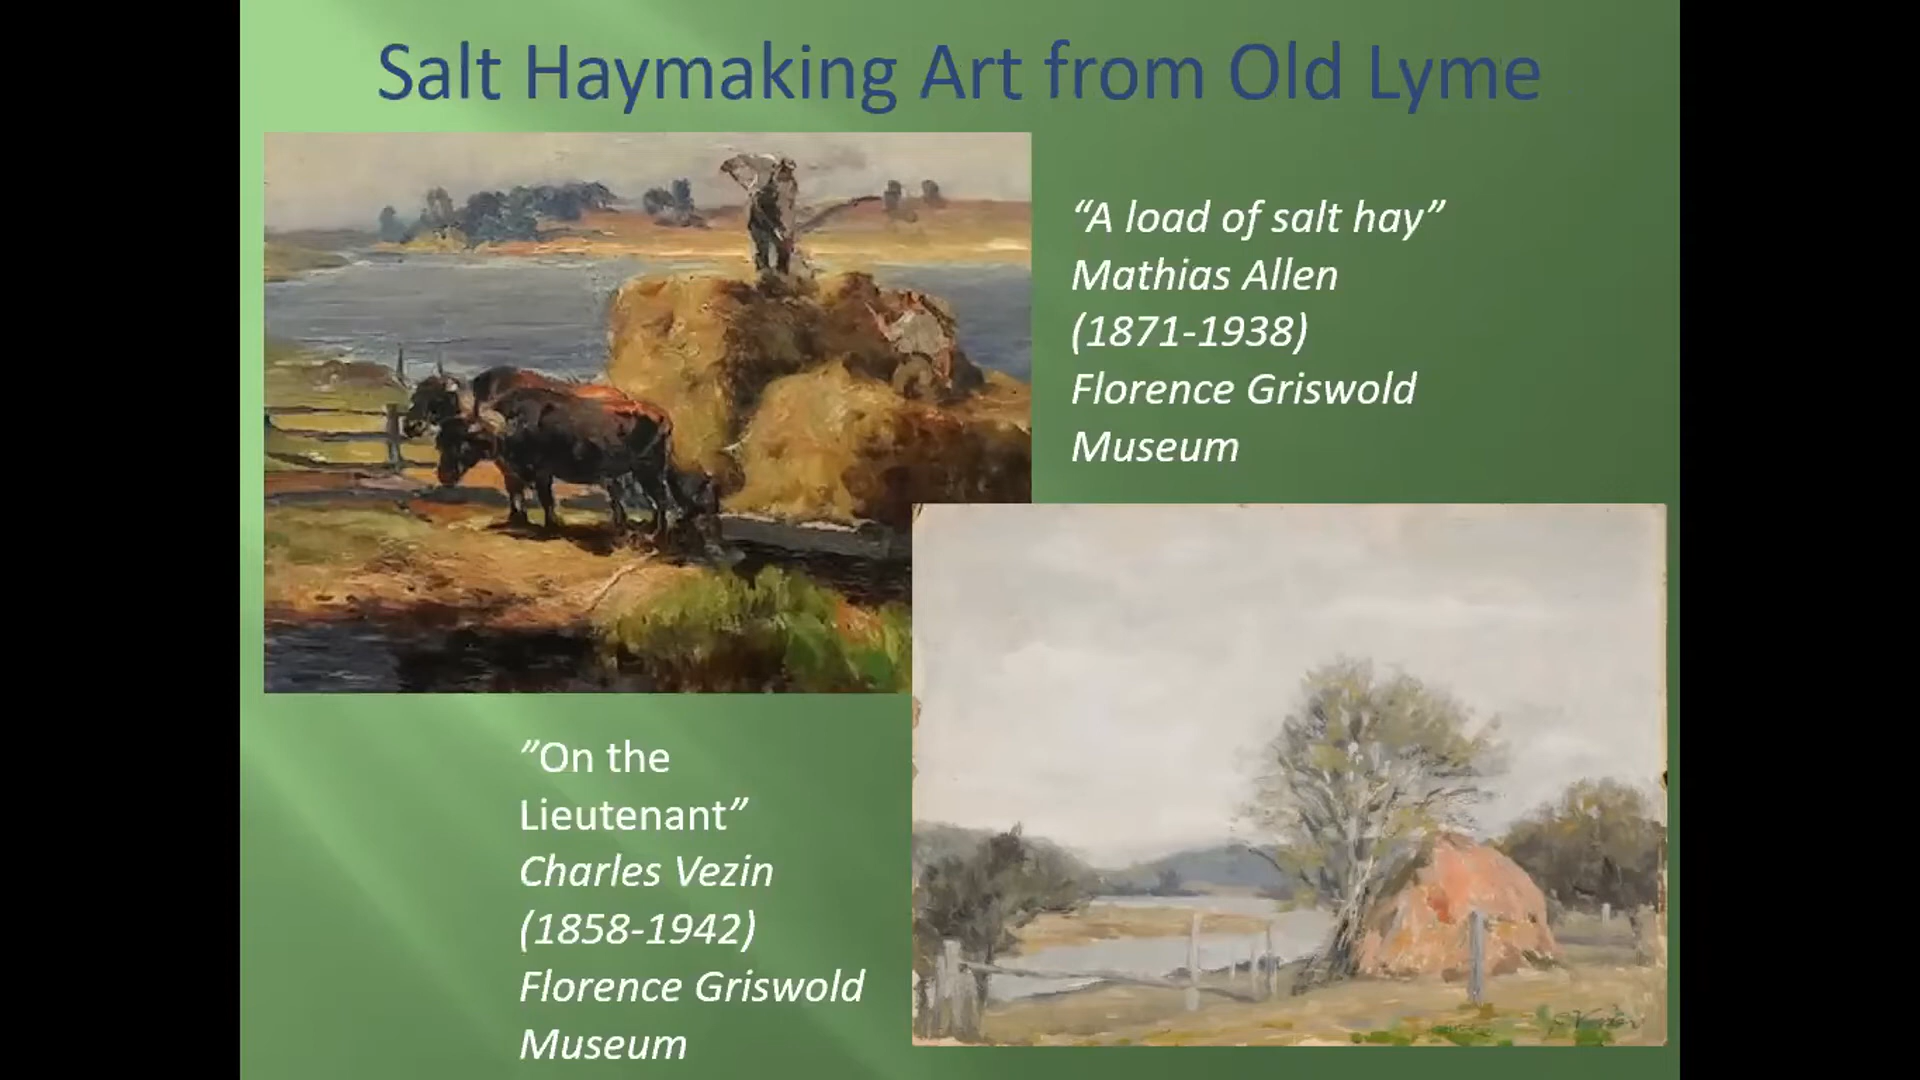 Salt Haymaking Art from Old Lyme
“A load of salt hay”
Mathias Allen
(1871-1938)
Florence Griswold
Museum
”On the
Lieutenant”
Charles Vezin
(1858-1942)
Florence Griswold
Museum